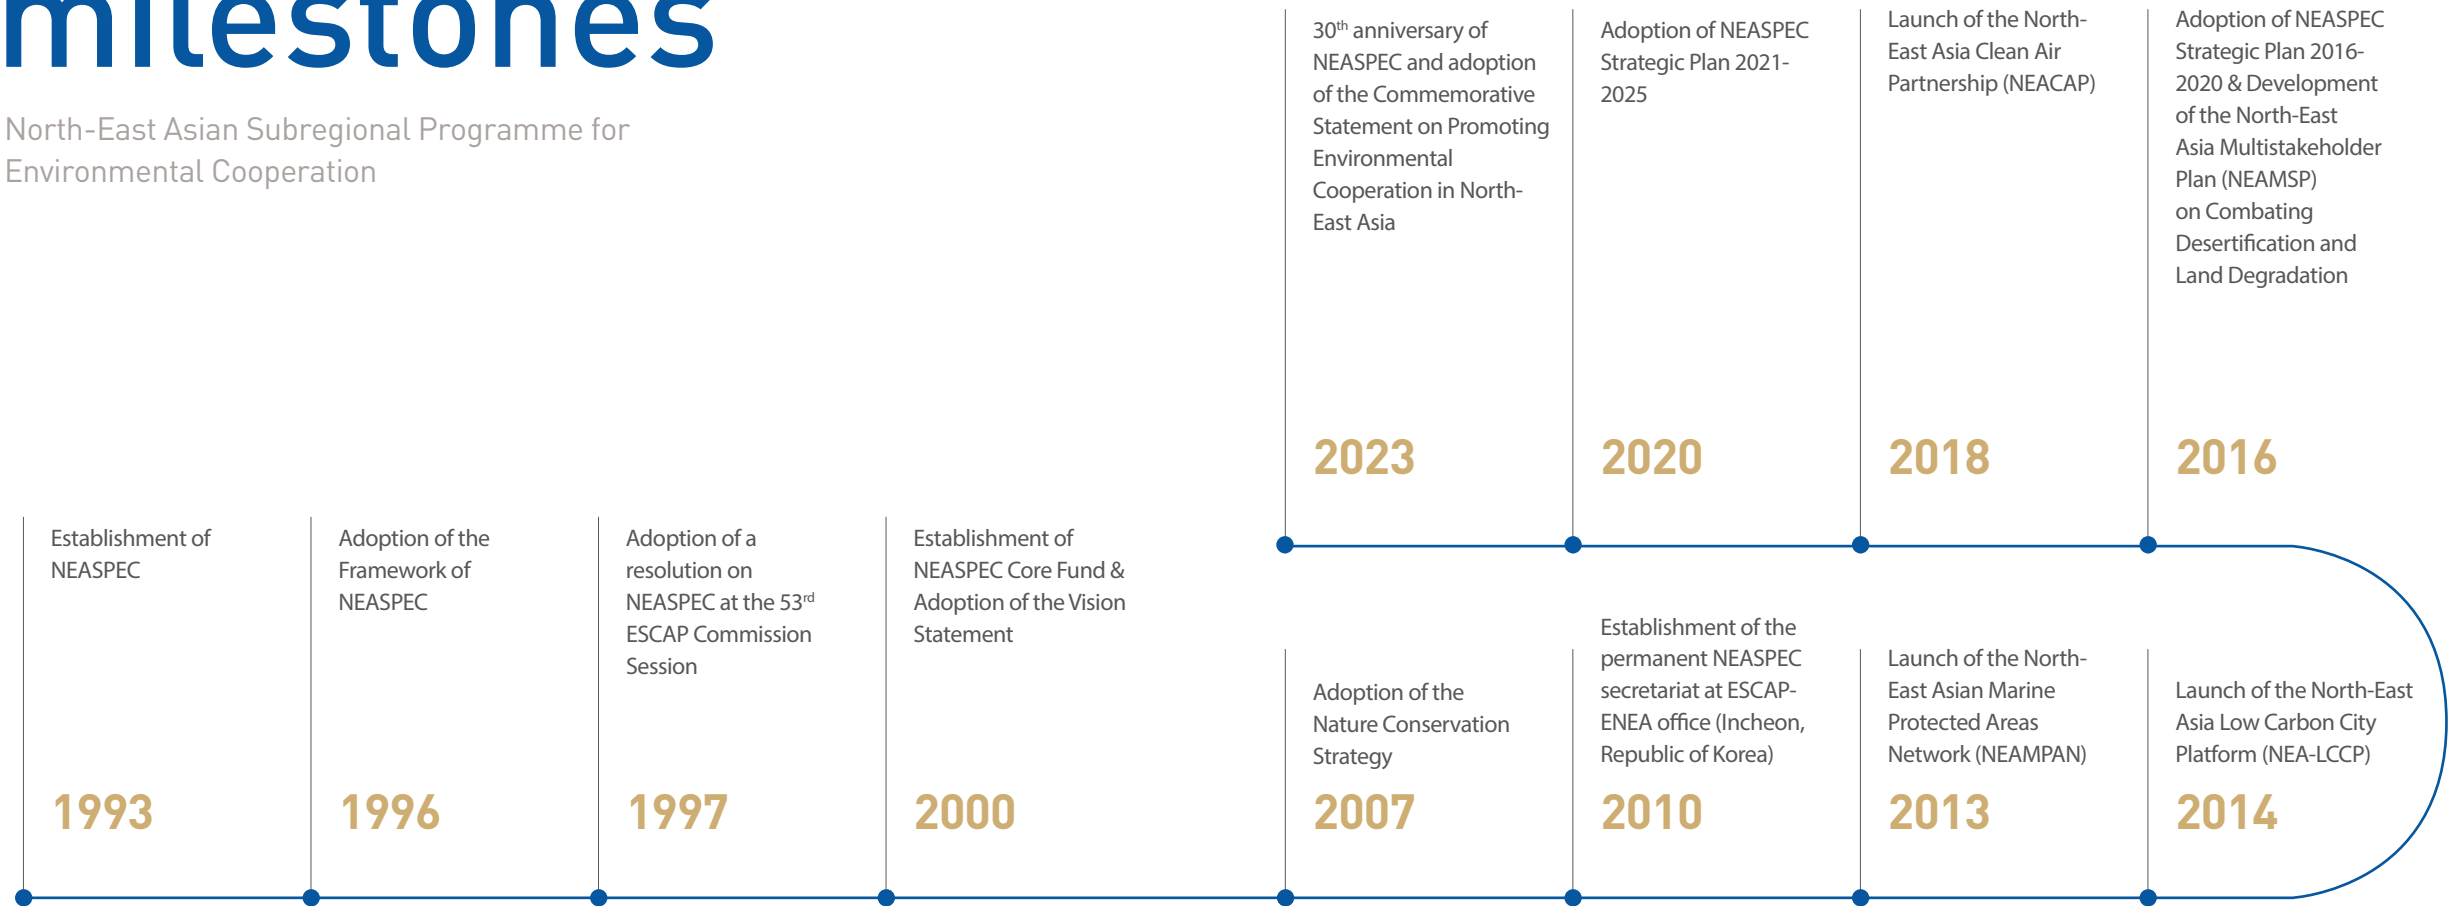 milestones
North-East Asian Subregional Programme for
Environmental Cooperation
30th anniversary of
NEASPEC and adoption
of the Commemorative
Statement on Promoting
Environmental
Cooperation in North-
East Asia
2023
Adoption of NEASPEC
Strategic Plan 2021-
2025
2020
Launch of the North-
East Asia Clean Air
Partnership (NEACAP)
2018
Adoption of NEASPEC
Strategic Plan 2016-
2020 & Development
of the North-East
Asia Multistakeholder
Plan (NEAMSP)
on Combating
Desertification and
Land Degradation
2016
Establishment of
NEASPEC
1993
Adoption of the
Framework of
NEASPEC
1996
Adoption of a
resolution on
NEASPEC at the 53rd
ESCAP Commission
Session
1997
Establishment of
NEASPEC Core Fund &
Adoption of the Vision
Statement
2000
Adoption of the
Nature Conservation
Strategy
2007
Establishment of the
permanent NEASPEC
secretariat at ESCAP-
ENEA office (Incheon,
Republic of Korea)
2010
Launch of the North-
East Asian Marine
Protected Areas
Network (NEAMPAN)
2013
Launch of the North-East
Asia Low Carbon City
Platform (NEA-LCCP)
2014